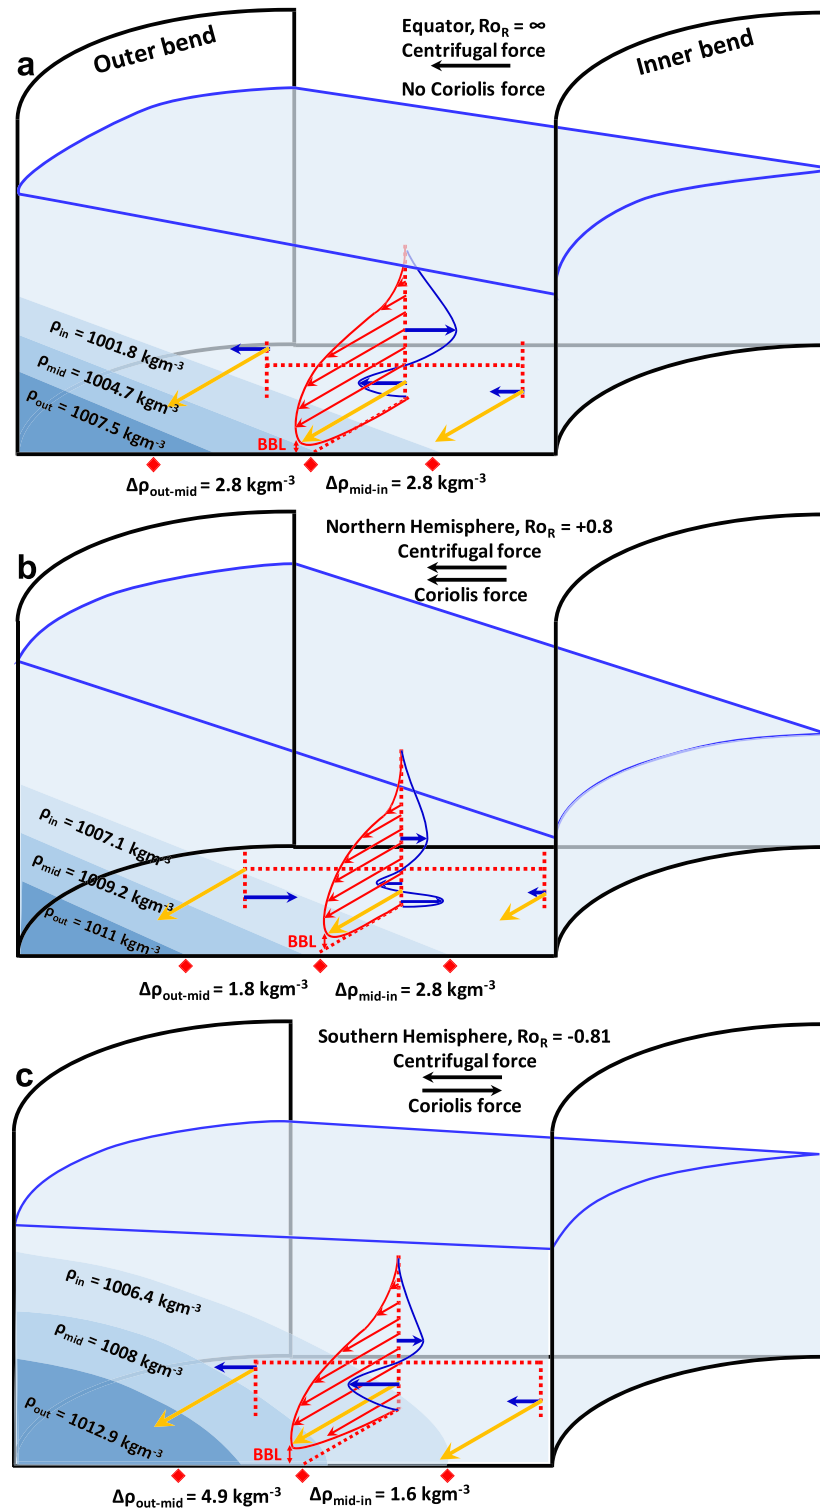 a
Outer bend
Equator, Ro_R = ∞
Centrifugal force
No Coriolis force
Inner bend
ρ_in = 1001.8 kgm⁻³
ρ_mid = 1004.7 kgm⁻³
ρ_out = 1007.5 kgm⁻³
BBL
Δρ_out-mid = 2.8 kgm⁻³
Δρ_mid-in = 2.8 kgm⁻³
b
Northern Hemisphere, Ro_R = +0.8
Centrifugal force
Coriolis force
ρ_in = 1007.1 kgm⁻³
ρ_mid = 1009.2 kgm⁻³
ρ_out = 1011 kgm⁻³
BBL
Δρ_out-mid = 1.8 kgm⁻³
Δρ_mid-in = 2.8 kgm⁻³
c
Southern Hemisphere, Ro_R = -0.81
Centrifugal force
Coriolis force
ρ_in = 1006.4 kgm⁻³
ρ_mid = 1008 kgm⁻³
ρ_out = 1012.9 kgm⁻³
BBL
Δρ_out-mid = 4.9 kgm⁻³
Δρ_mid-in = 1.6 kgm⁻³